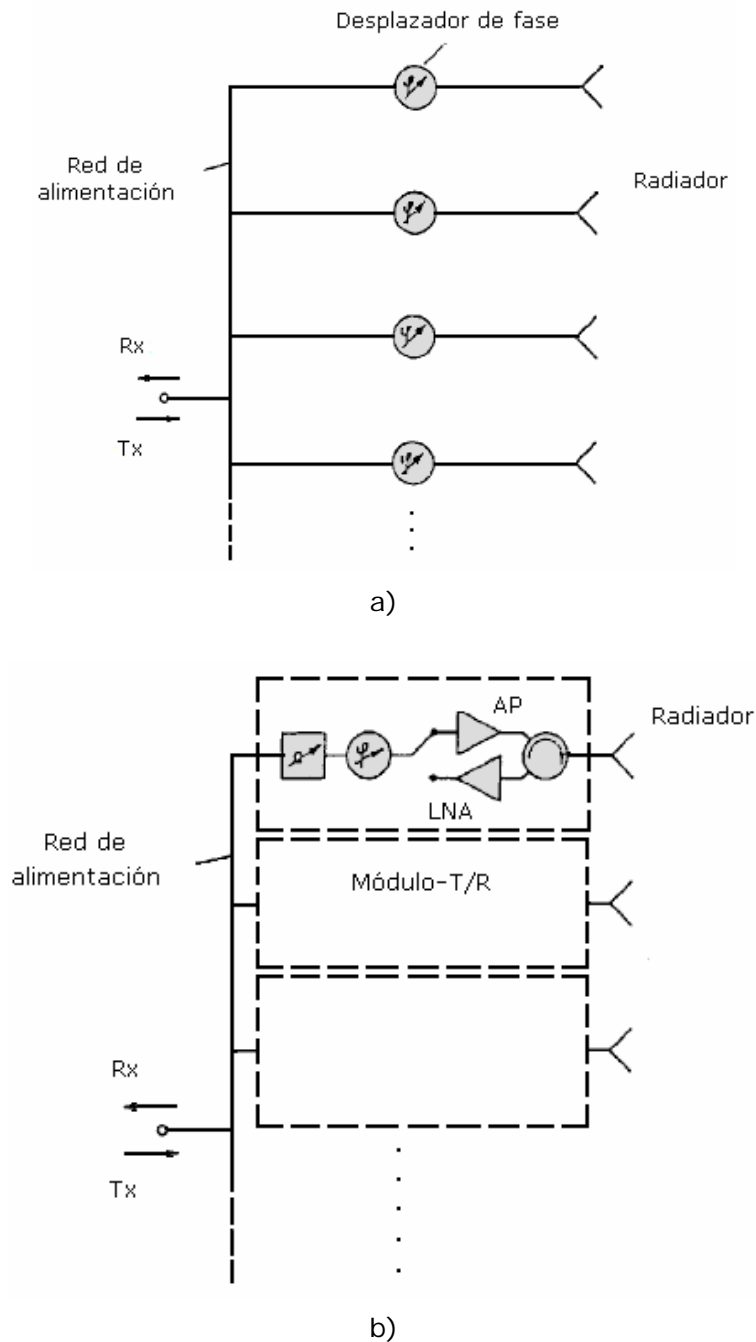 Desplazador de fase
Red de
alimentación
Radiador
Rx
Tx
a)
AP
Radiador
LNA
Red de
alimentación
Módulo-T/R
Rx
Tx
b)